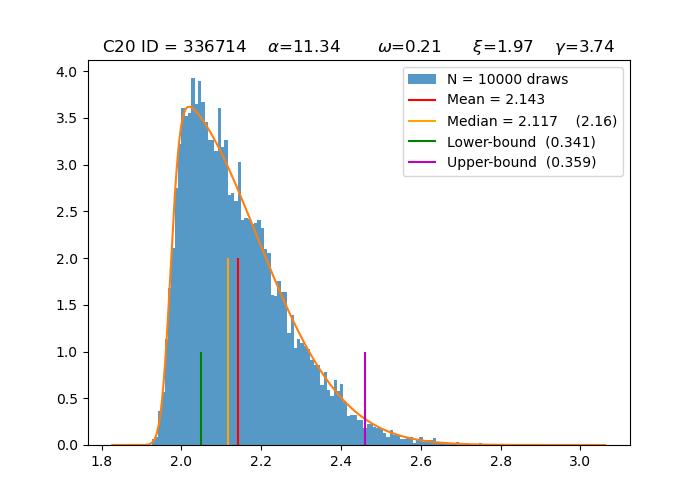 C20 ID = 336714 α=11.34 ω=0.21 ξ=1.97 γ=3.74
4.0
3.5
3.0
2.5
2.0
1.5
1.0
0.5
0.0
N = 10000 draws
Mean = 2.143
Median = 2.117 (2.16)
Lower-bound (0.341)
Upper-bound (0.359)
1.8 2.0 2.2 2.4 2.6 2.8 3.0